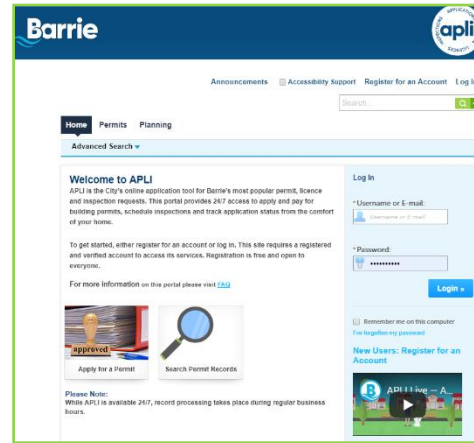 Barrie
APPLICATIONS
apli
INSPECTIONS
Announcements Accessibility Support Register for an Account Log I
Search...
Home Permits Planning
Advanced Search
Welcome to APLI
APLI is the City's online application tool for Barrie's most popular permit, licence
and inspection requests. This portal provides 24/7 access to apply and pay for
building permits, schedule inspections and track application status from the comfort
of your home.
To get started, either register for an account or log in. This site requires a registered
and verified account to access its services. Registration is free and open to
everyone.
For more Information on this portal please visit FAQ
approved
Apply for a Permit
Search Permit Records
Please Note:
While APLI is available 24/7, record processing takes place during regular business
hours.
Log In
*Username or E-mail:
Username or E-mail
*Password:
••••••••••
Login »
Remember me on this computer
I've forgotten my password
New Users: Register for an
Account
B APLI Live – A...